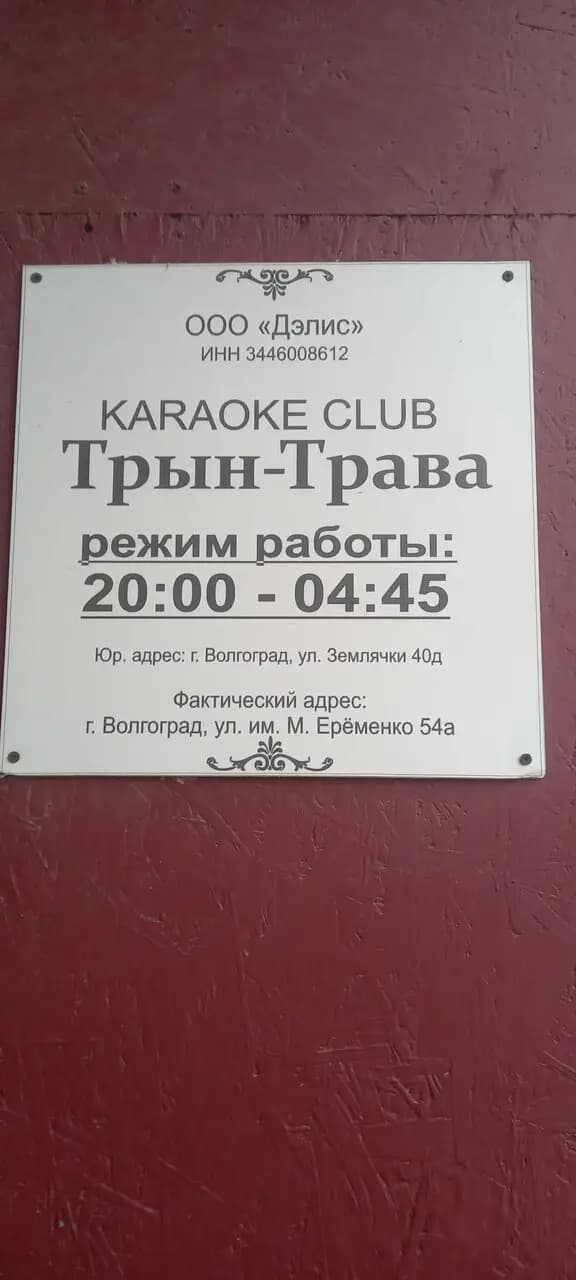 ООО «Дэлис»
ИНН 3446008612
KARAOKE CLUB
Трын-Трава
режим работы:
20:00 - 04:45
Юр. адрес: г. Волгоград, ул. Землячки 40д
Фактический адрес:
г. Волгоград, ул. им. М. Ерёменко 54а